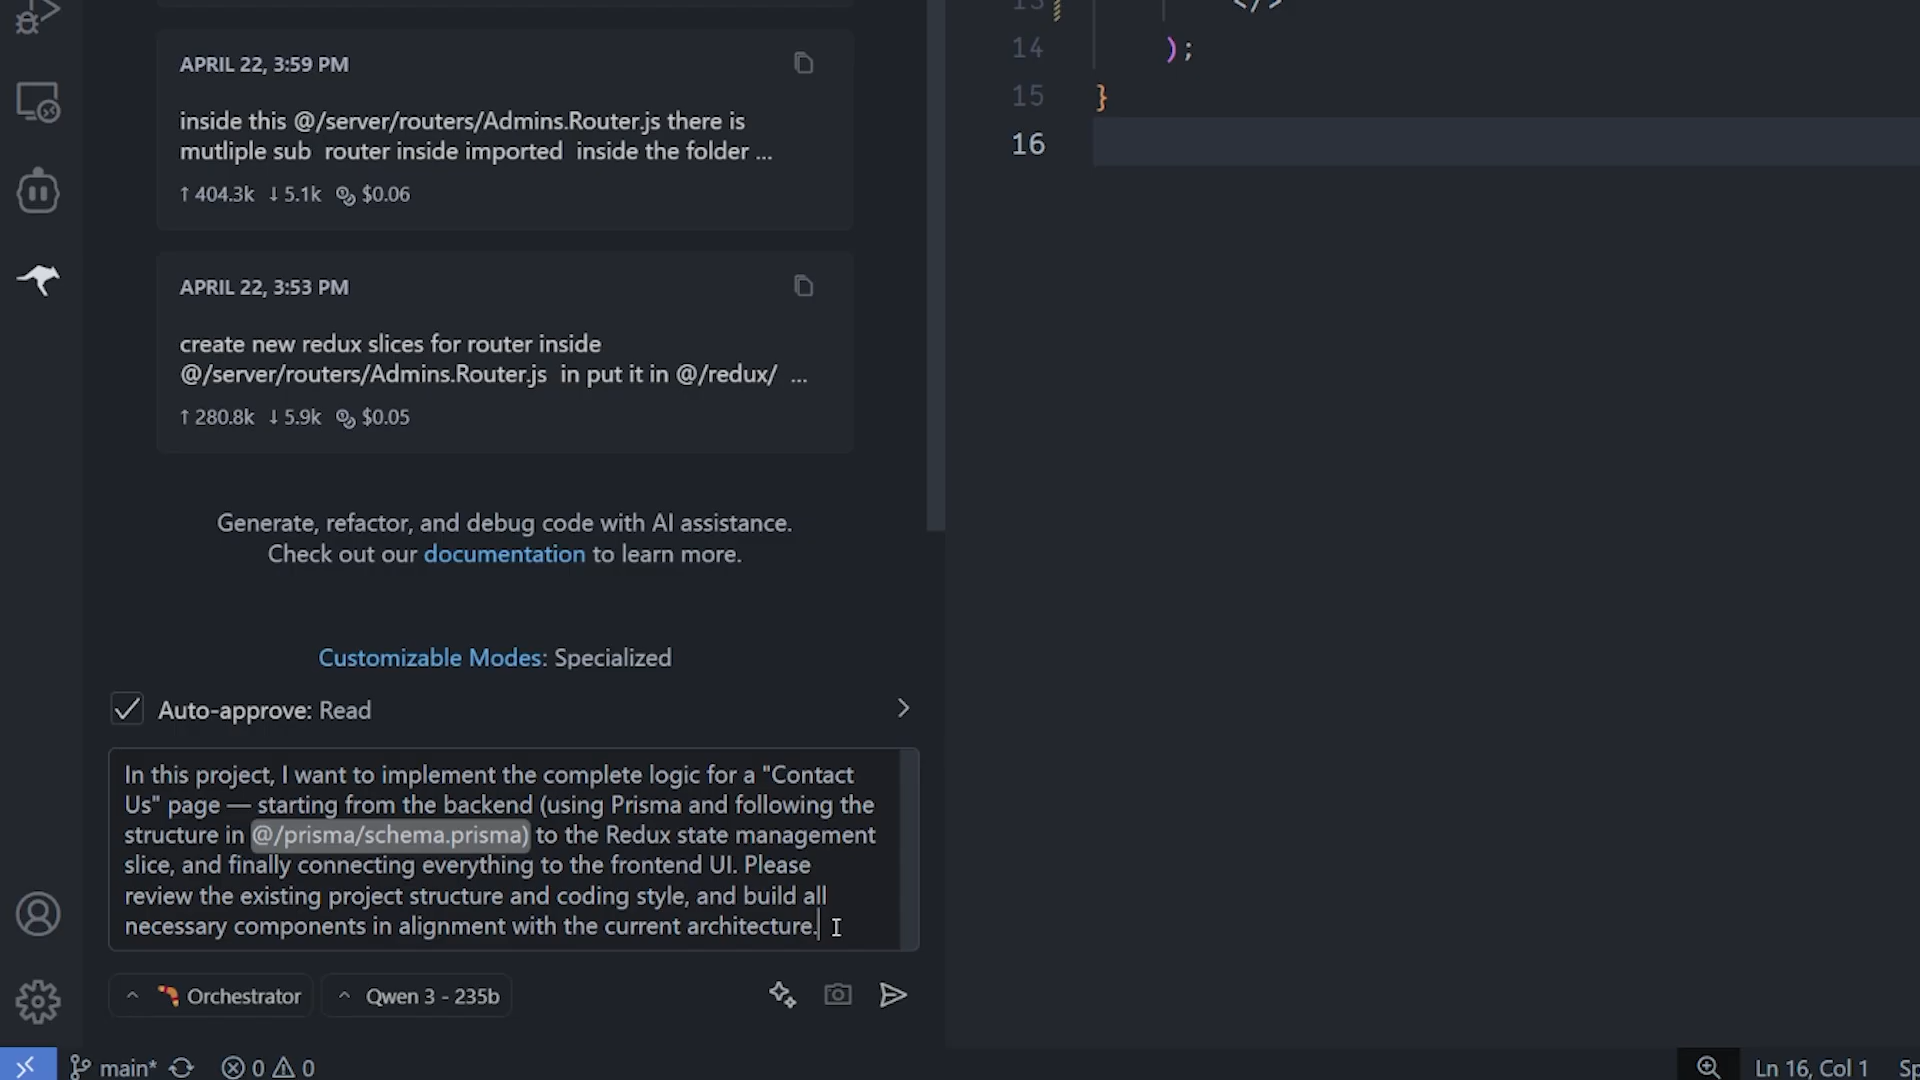 APRIL 22, 3:59 PM
inside this @/server/routers/Admins.Router.js there is
mutliple sub  router inside imported  inside the folder ...
↑ 404.3k ↓ 5.1k $0.06
APRIL 22, 3:53 PM
create new redux slices for router inside
@/server/routers/Admins.Router.js  in put it in @/redux/  ...
↑ 280.8k ↓ 5.9k $0.05
Generate, refactor, and debug code with AI assistance.
Check out our documentation to learn more.
Customizable Modes: Specialized
Auto-approve: Read
In this project, I want to implement the complete logic for a "Contact
Us" page — starting from the backend (using Prisma and following the
structure in @/prisma/schema.prisma) to the Redux state management
slice, and finally connecting everything to the frontend UI. Please
review the existing project structure and coding style, and build all
necessary components in alignment with the current architecture.
Orchestrator
Qwen 3 - 235b
13 </>
14 );
15 }
16
main* 0 0
Ln 16, Col 1 Sp